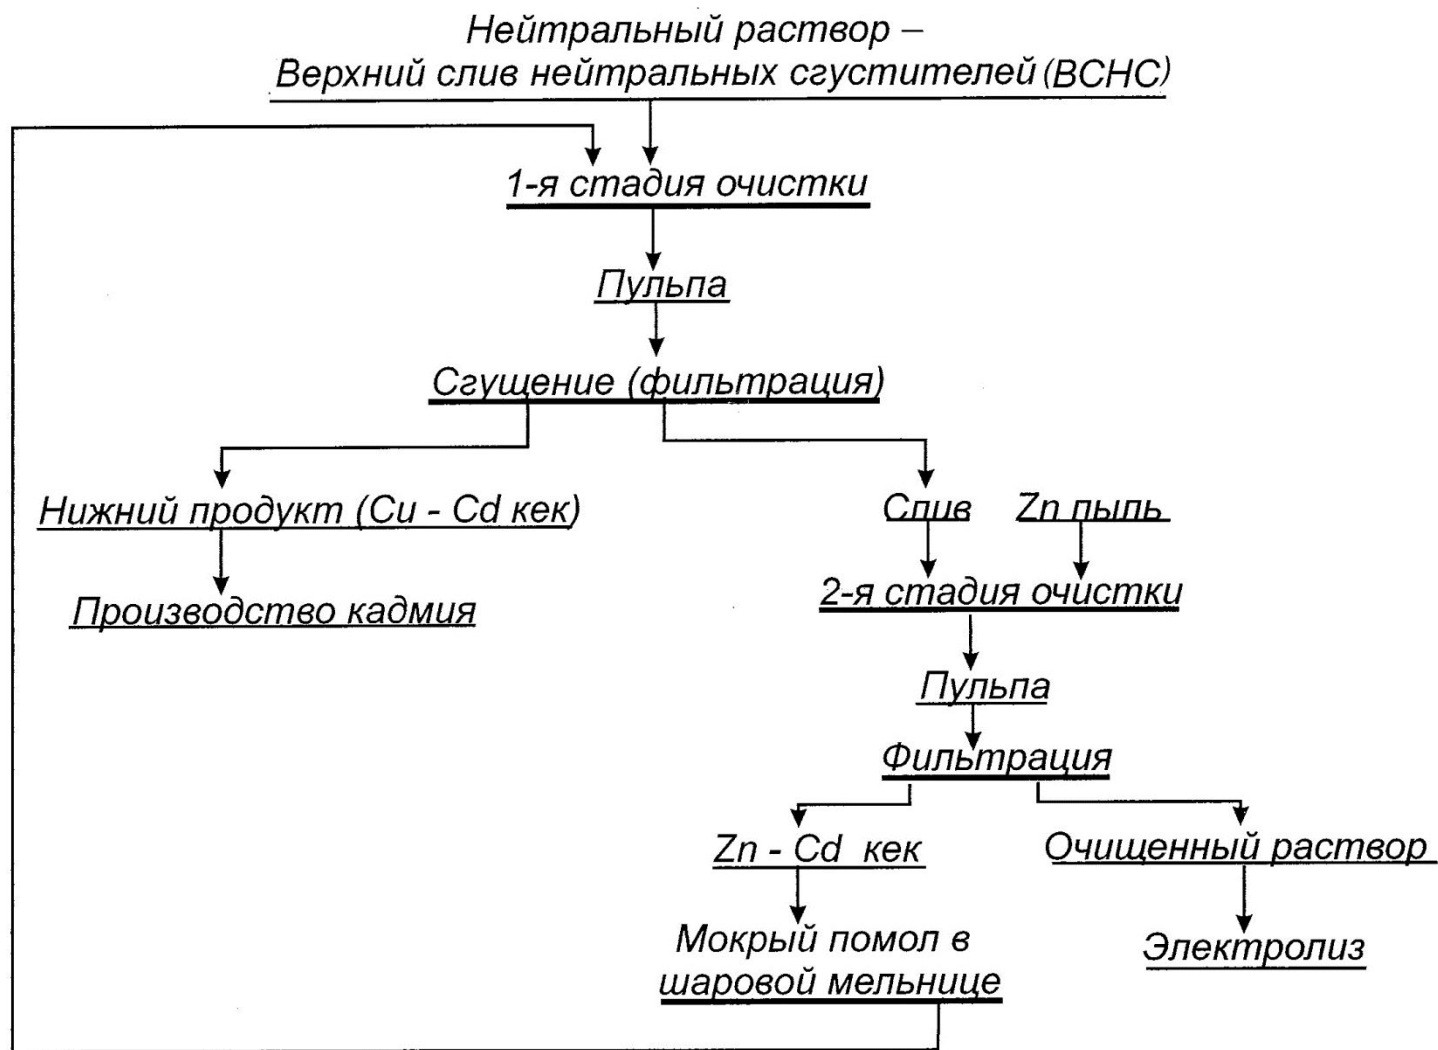 Нейтральный раствор –
Верхний слив нейтральных сгустителей (ВСНС)
1-я стадия очистки
Пульпа
Сгущение (фильтрация)
Нижний продукт (Cu - Cd кек)
Слив
Zn пыль
Производство кадмия
2-я стадия очистки
Пульпа
Фильтрация
Zn - Cd кек
Очищенный раствор
Мокрый помол в
шаровой мельнице
Электролиз